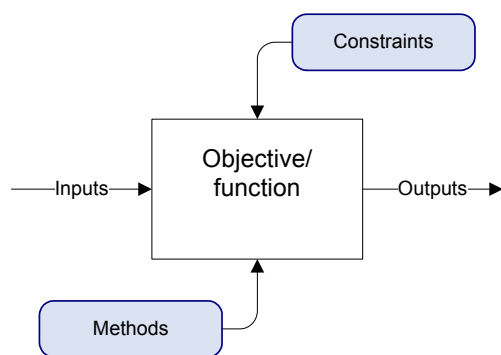 Constraints
Objective/
function
Inputs
Outputs
Methods